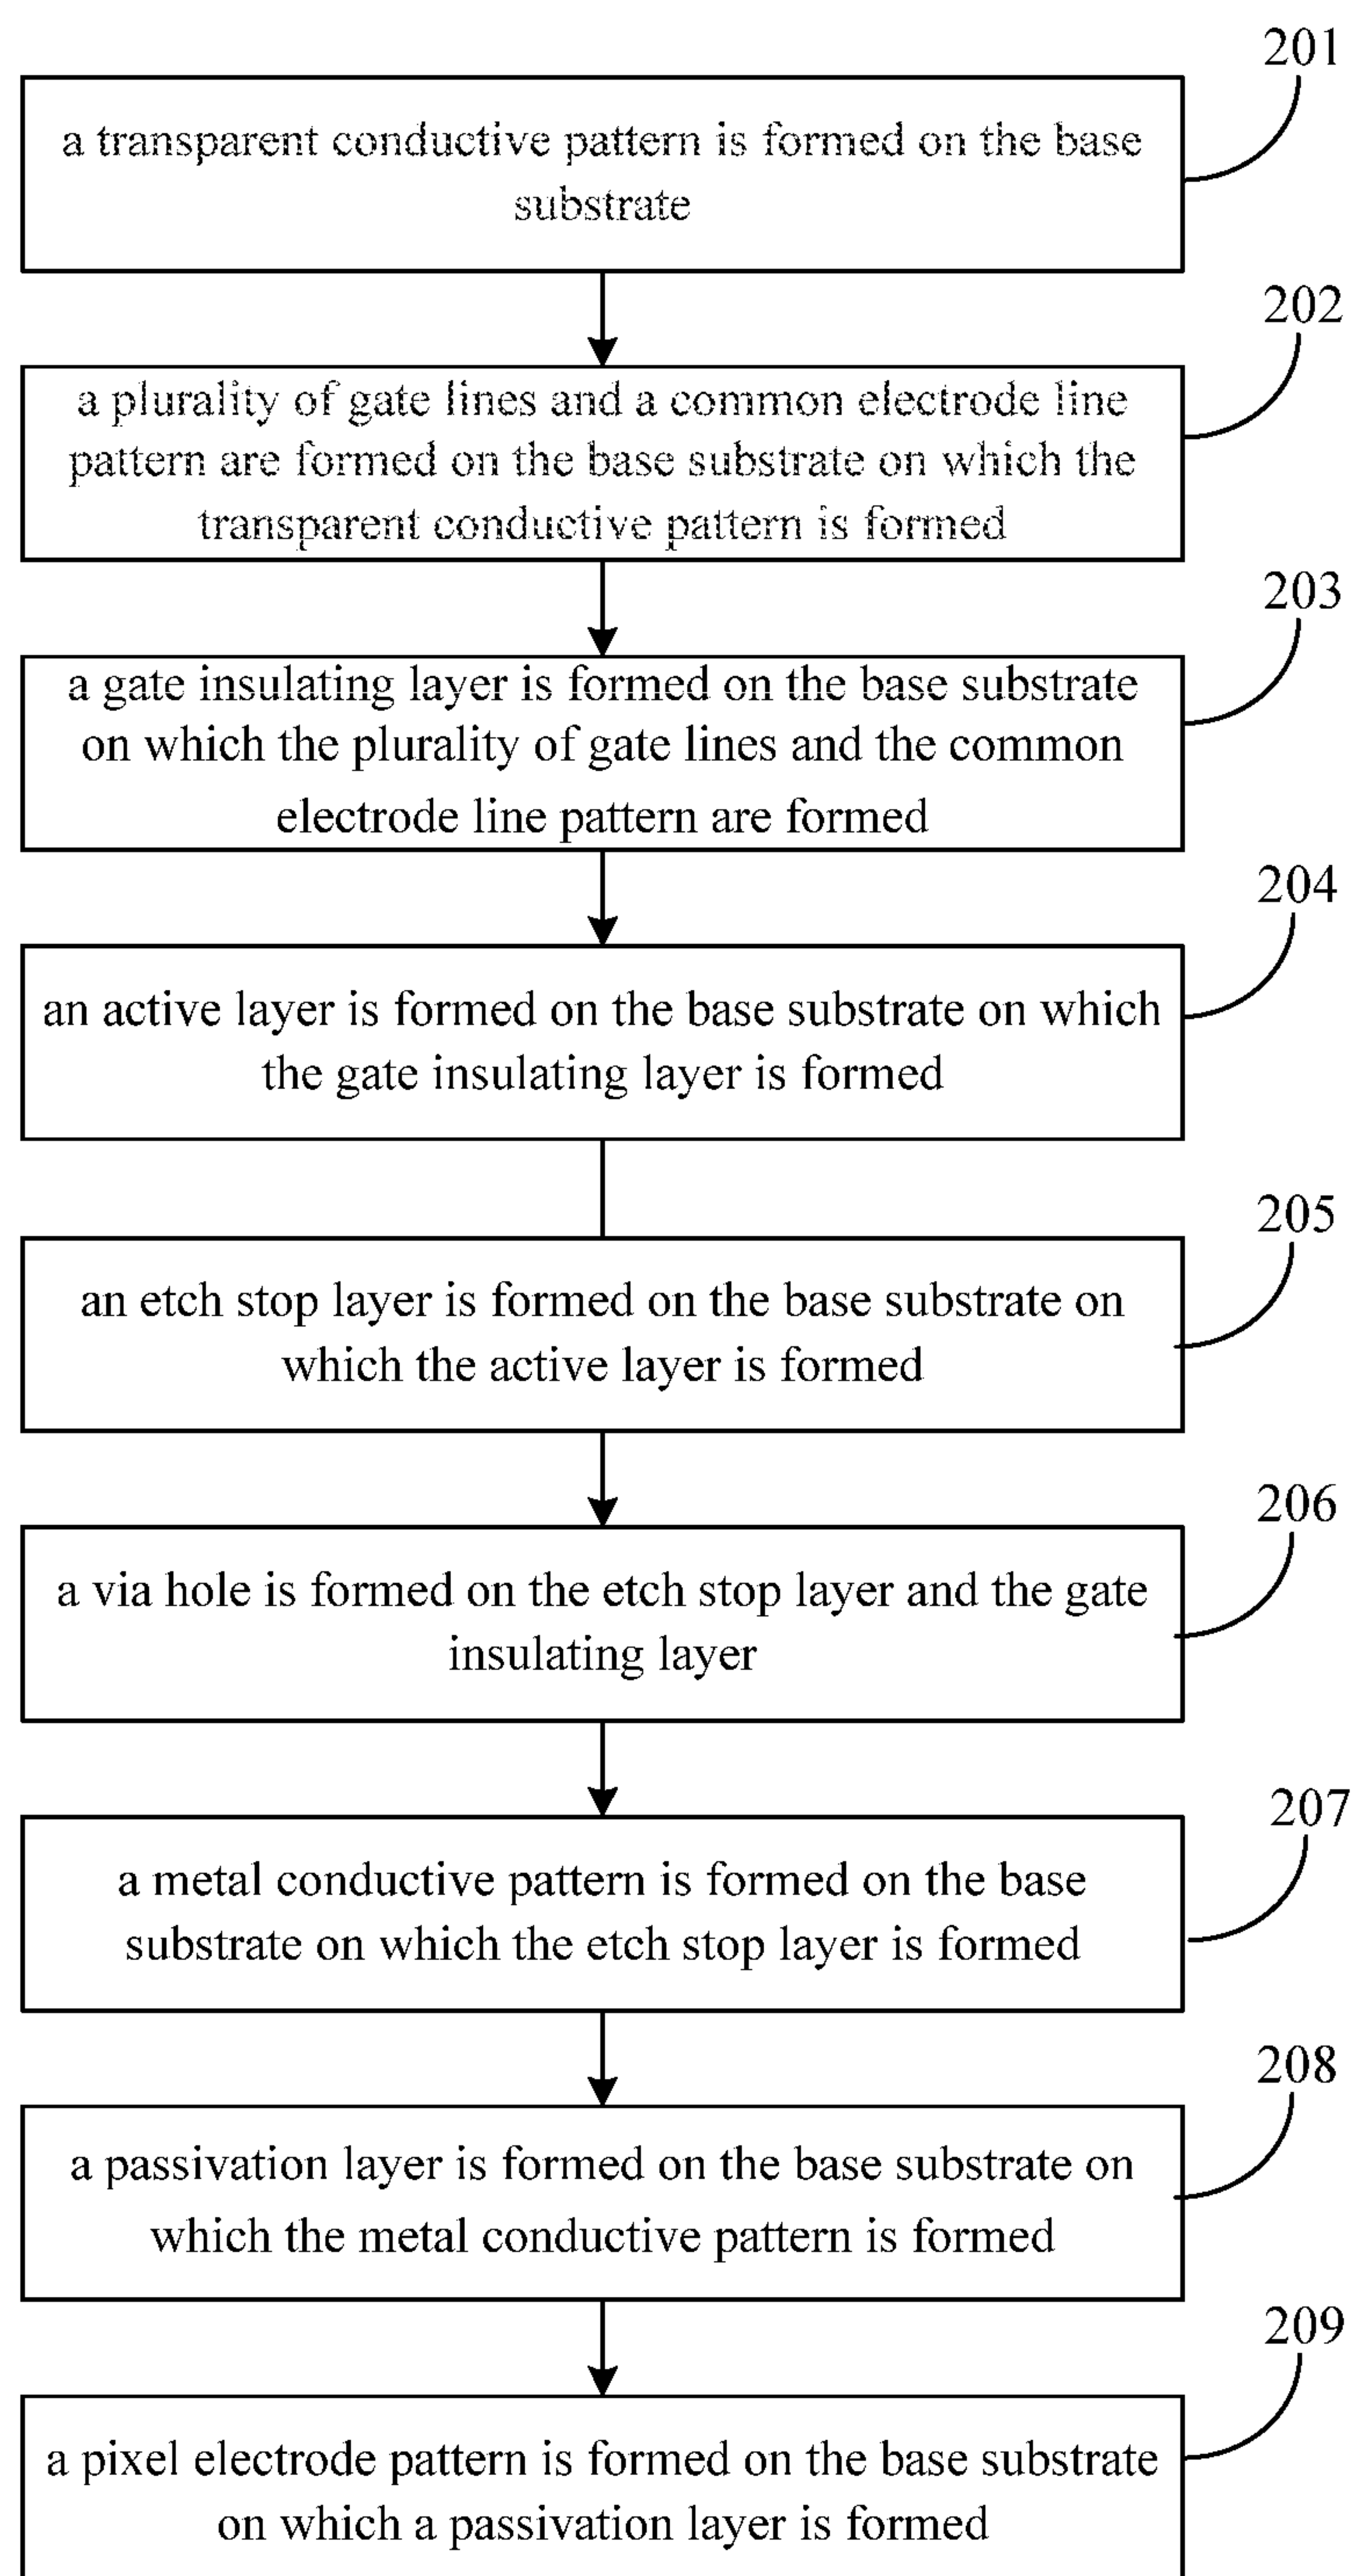 201
a transparent conductive pattern is formed on the base
substrate
202
a plurality of gate lines and a common electrode line
pattern are formed on the base substrate on which the
transparent conductive pattern is formed
203
a gate insulating layer is formed on the base substrate
on which the plurality of gate lines and the common
electrode line pattern are formed
204
an active layer is formed on the base substrate on which
the gate insulating layer is formed
205
an etch stop layer is formed on the base substrate on
which the active layer is formed
206
a via hole is formed on the etch stop layer and the gate
insulating layer
207
a metal conductive pattern is formed on the base
substrate on which the etch stop layer is formed
208
a passivation layer is formed on the base substrate on
which the metal conductive pattern is formed
209
a pixel electrode pattern is formed on the base substrate
on which a passivation layer is formed